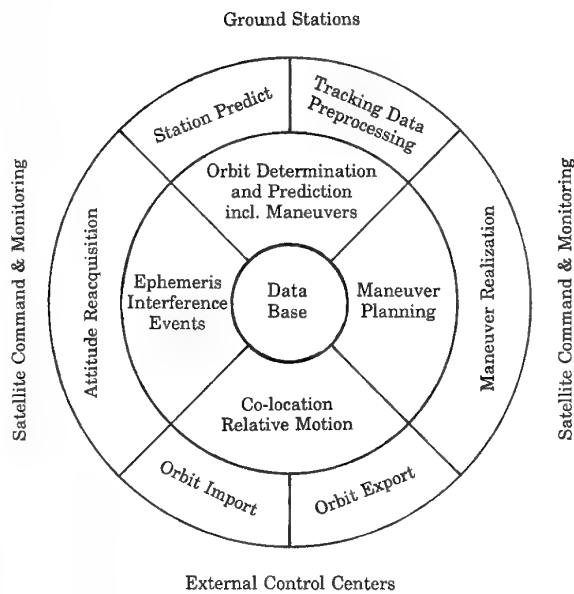 Ground Stations
Station Predict
Tracking Data
Preprocessing
Orbit Determination
and Prediction
incl. Maneuvers
Satellite Command & Monitoring
Attitude Reacquisition
Ephemeris
Interference
Events
Data
Base
Maneuver
Planning
Maneuver Realization
Satellite Command & Monitoring
Co-location
Relative Motion
Orbit Import
Orbit Export
External Control Centers